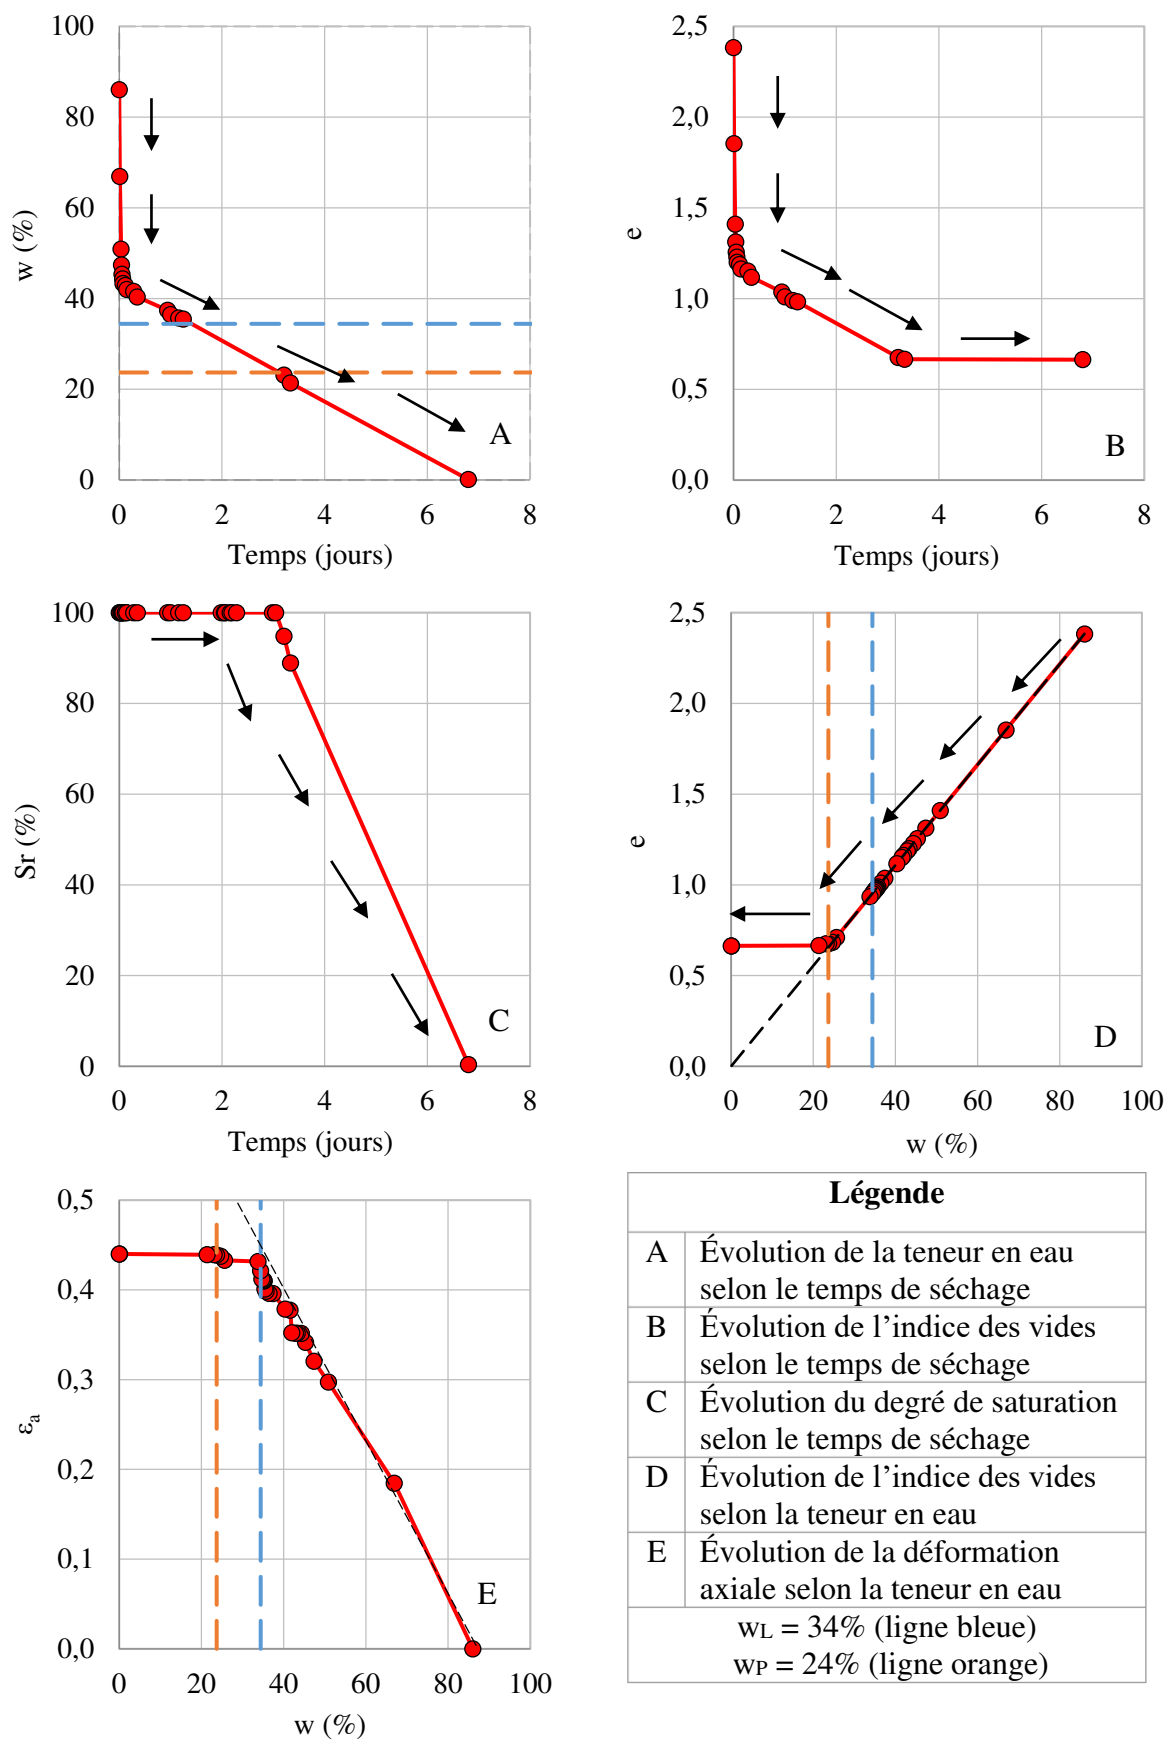 100
80
60
40
20
0
w (%)
0 2 4 6 8
Temps (jours)
A
2,5
2,0
1,5
1,0
0,5
0,0
e
0 2 4 6 8
Temps (jours)
B
100
80
60
40
20
0
Sr (%)
0 2 4 6 8
Temps (jours)
C
2,5
2,0
1,5
1,0
0,5
0,0
e
0 20 40 60 80 100
w (%)
D
0,5
0,4
0,3
0,2
0,1
0,0
εa
0 20 40 60 80 100
w (%)
E
Légende
A Évolution de la teneur en eau
selon le temps de séchage
B Évolution de l’indice des vides
selon le temps de séchage
C Évolution du degré de saturation
selon le temps de séchage
D Évolution de l’indice des vides
selon la teneur en eau
E Évolution de la déformation
axiale selon la teneur en eau
wL = 34% (ligne bleue)
wP = 24% (ligne orange)